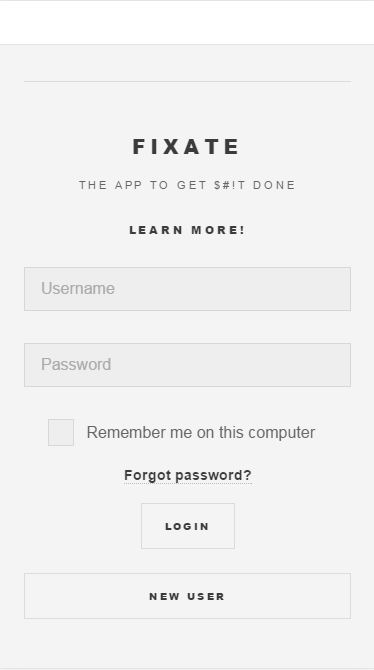 FIXATE
THE APP TO GET $#!T DONE
LEARN MORE!
Username
Password
Remember me on this computer
Forgot password?
LOGIN
NEW USER